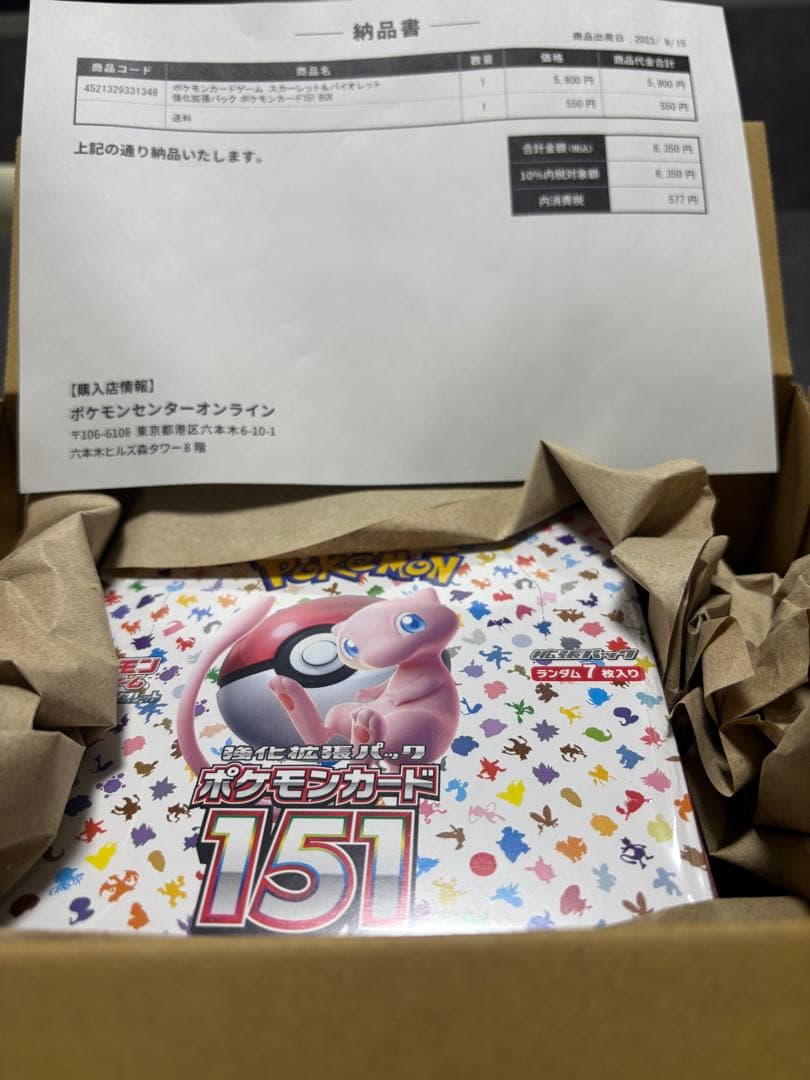 納品書
商品出荷日 : 2023/ 9/15
商品コード 商品名 数量 価格 商品代金合計
4521329331348 ポケモンカードゲーム スカーレット&バイオレット 1 5,800 円 5,800 円
強化拡張パック ポケモンカード151 BOX
送料 1 550 円 550 円
上記の通り納品いたします。
合計金額(税込) 6,350 円
10%内税対象額 6,350 円
内消費税 577 円
【購入店情報】
ポケモンセンターオンライン
〒106-6108 東京都港区六本木6-10-1
六本木ヒルズ森タワー8 階
POKéMON
拡張パック
ランダム7枚入り
強化拡張パック
ポケモンカード
151